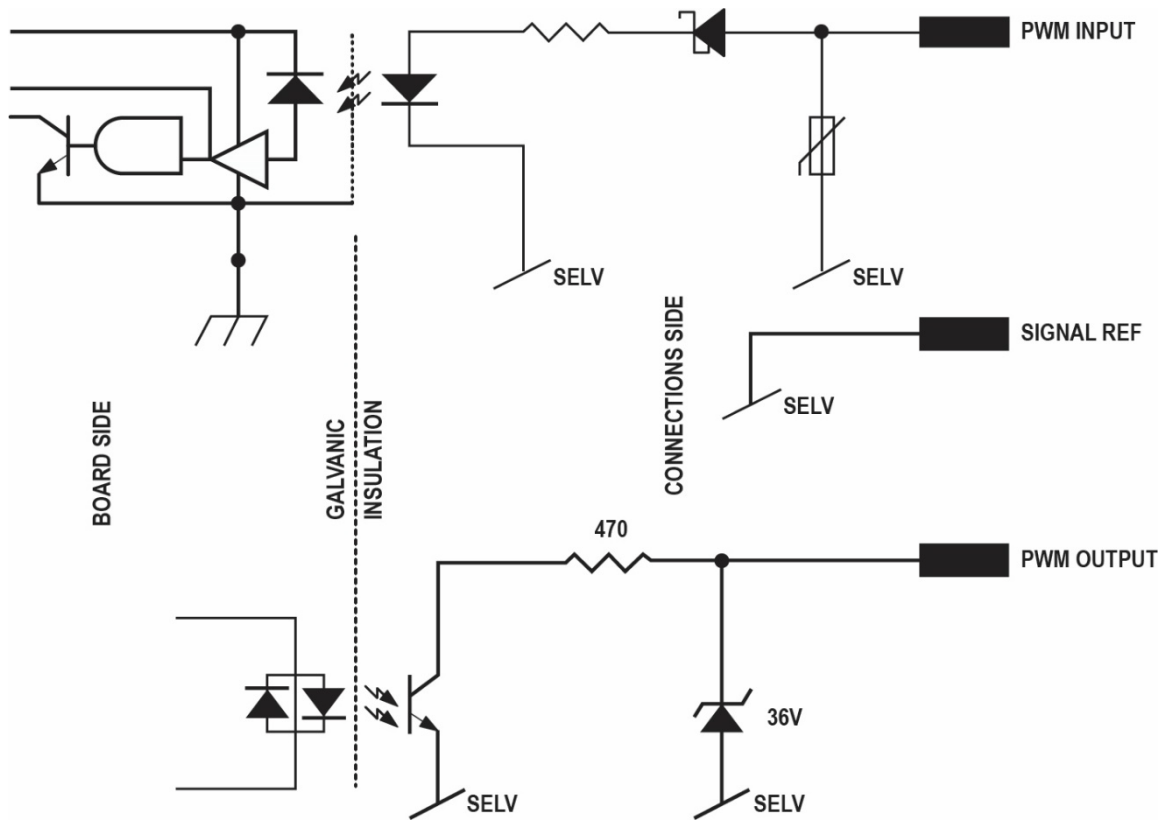 PWM INPUT
SELV
SELV
SIGNAL REF
SELV
BOARD SIDE
GALVANIC
INSULATION
CONNECTIONS SIDE
470
PWM OUTPUT
36V
SELV
SELV